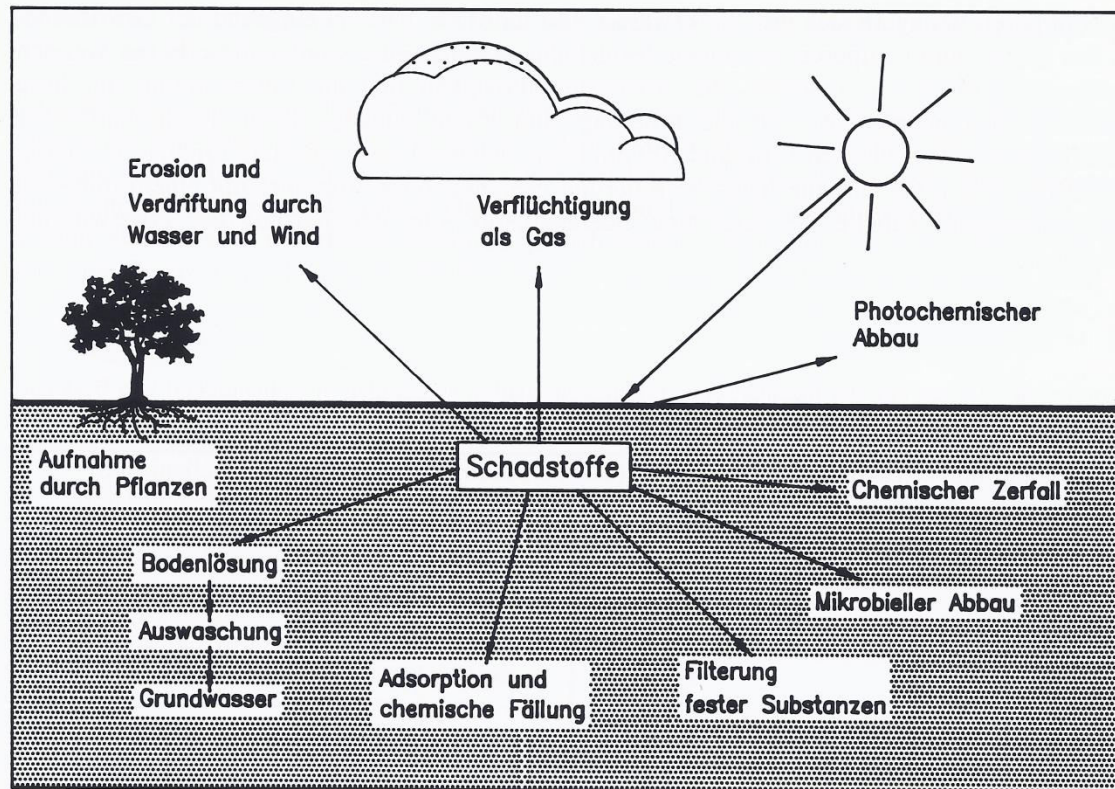 Erosion und
Verdriftung durch
Wasser und Wind
Verflüchtigung
als Gas
Photochemischer
Abbau
Aufnahme
durch Pflanzen
Schadstoffe
Chemischer Zerfall
Bodenlösung
Mikrobieller Abbau
Auswaschung
Grundwasser
Adsorption und
chemische Fällung
Filterung
fester Substanzen